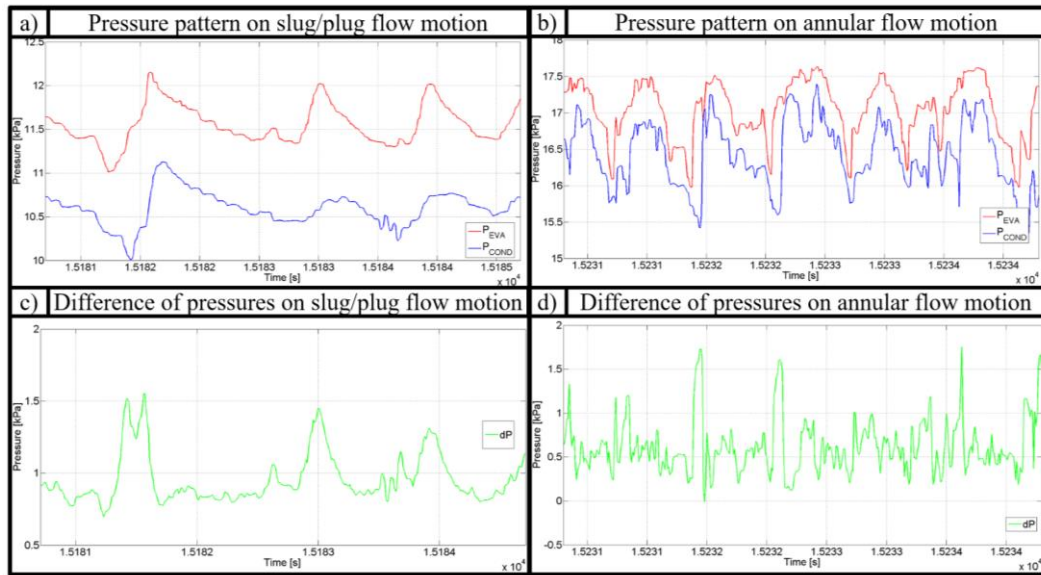 a) Pressure pattern on slug/plug flow motion
12.5
12
11.5
11
10.5
10
Pressure [kPa]
P_EVA
P_COND
1.5181 1.5182 1.5182 1.5183 1.5183 1.5184 1.5184 1.5185
Time [s]
x 10^4
b) Pressure pattern on annular flow motion
18
17.5
17
16.5
16
15.5
15
Pressure [kPa]
P_EVA
P_COND
1.5231 1.5231 1.5232 1.5232 1.5233 1.5233 1.5234 1.5234
Time [s]
x 10^4
c) Difference of pressures on slug/plug flow motion
2
1.5
1
0.5
Pressure [kPa]
dP
1.5181 1.5182 1.5183 1.5184
Time [s]
x 10^4
d) Difference of pressures on annular flow motion
2
1.5
1
0.5
0
-0.5
Pressure [kPa]
dP
1.5231 1.5231 1.5232 1.5232 1.5233 1.5233 1.5234 1.5234
Time [s]
x 10^4